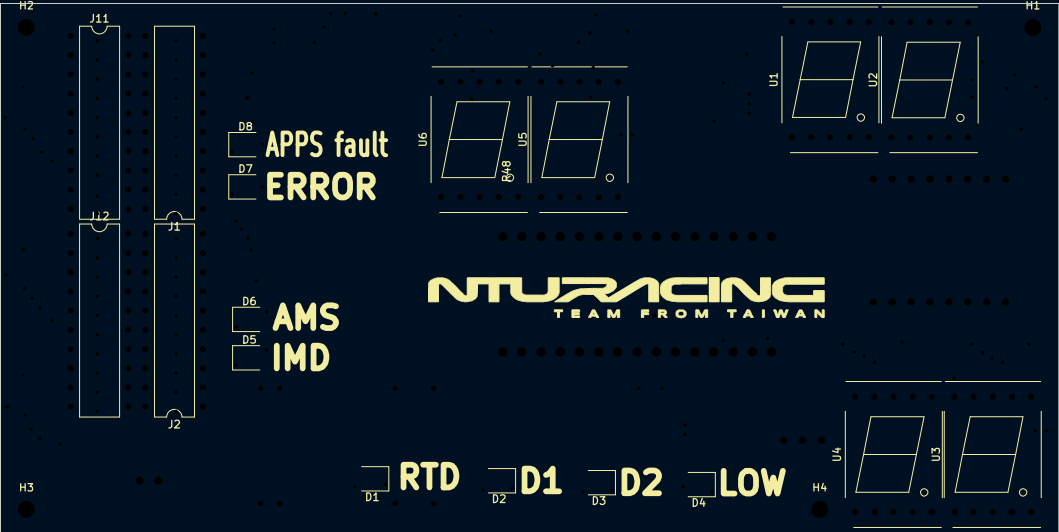 H2
J11
H1
U1
U2
D8
APPS fault
U6
U5
D7
ERROR
R48
J12
J1
NTURACING
TEAM FROM TAIWAN
D6
AMS
D5
IMD
J2
U4
U3
RTD
D1
D1
D2
D2
D3
LOW
D4
H3
H4